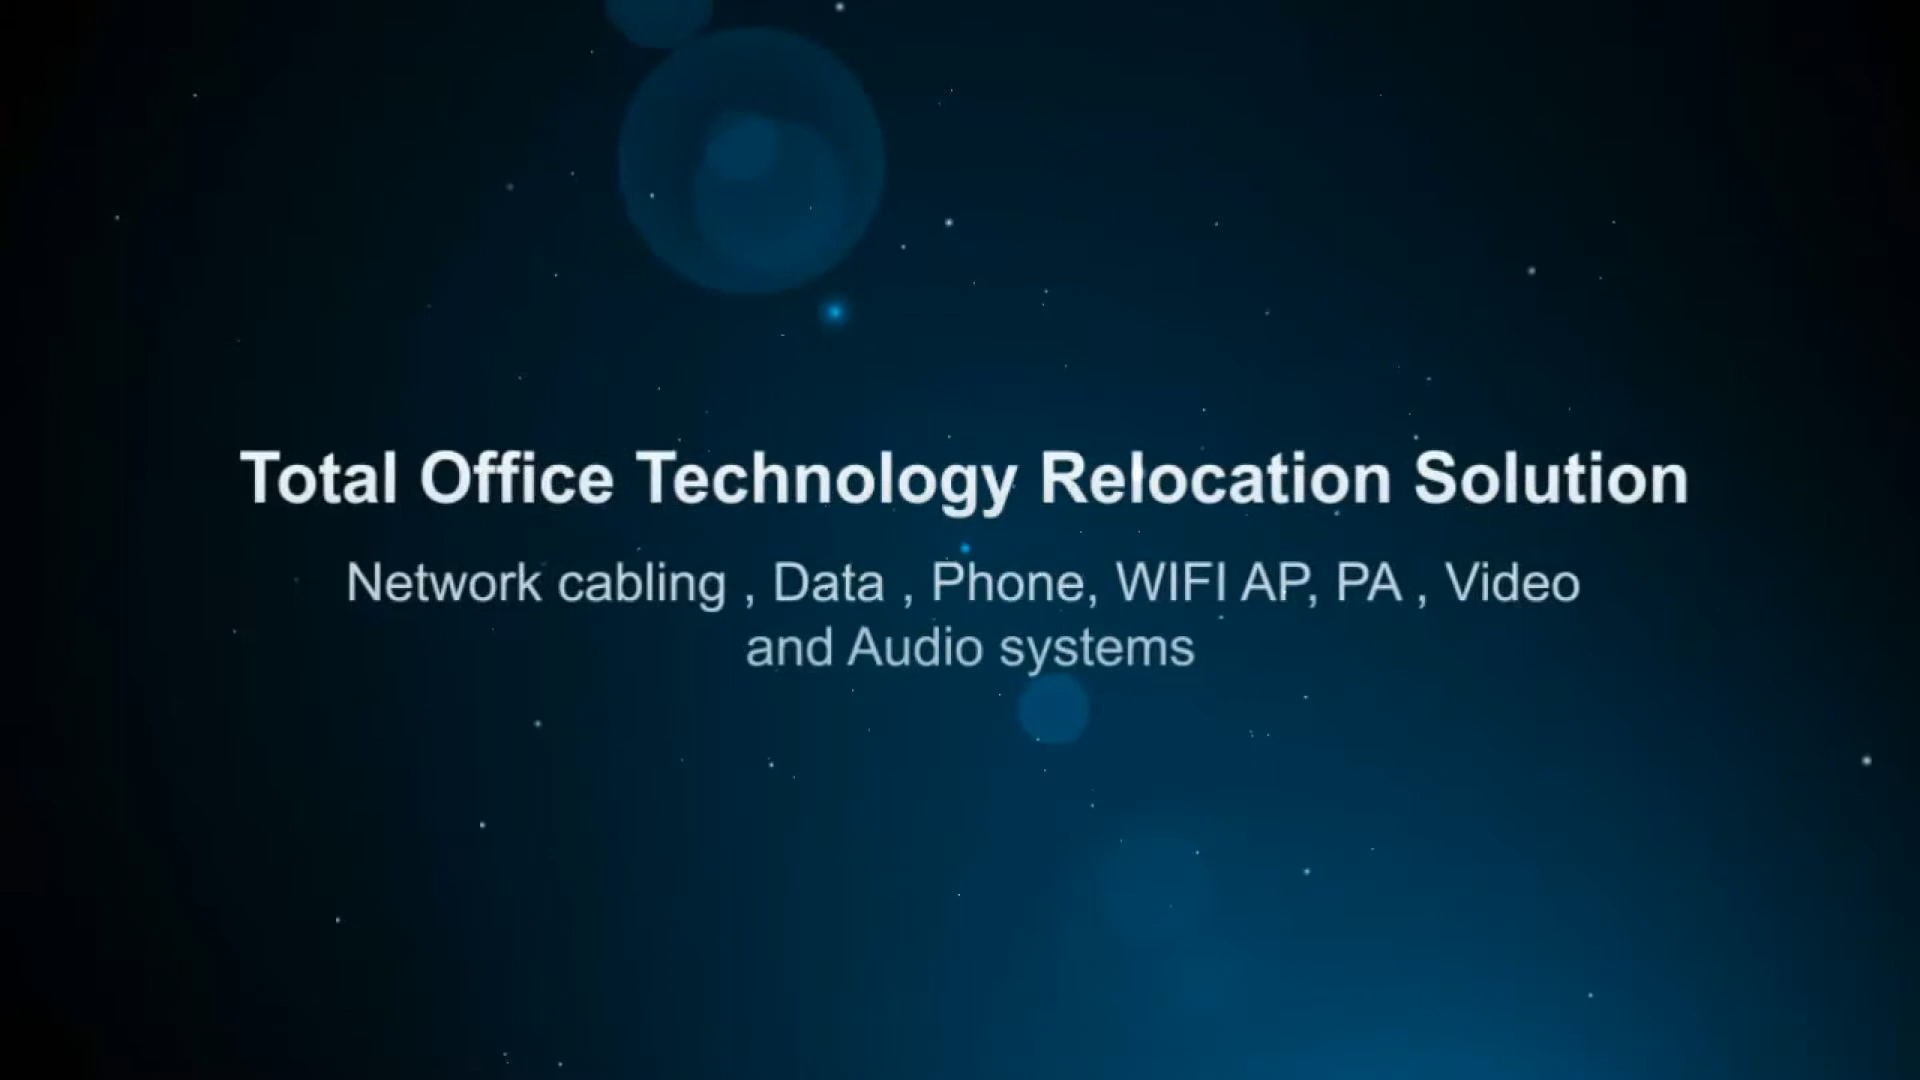 Total Office Technology Relocation Solution
Network cabling , Data , Phone, WIFI AP, PA , Video
and Audio systems